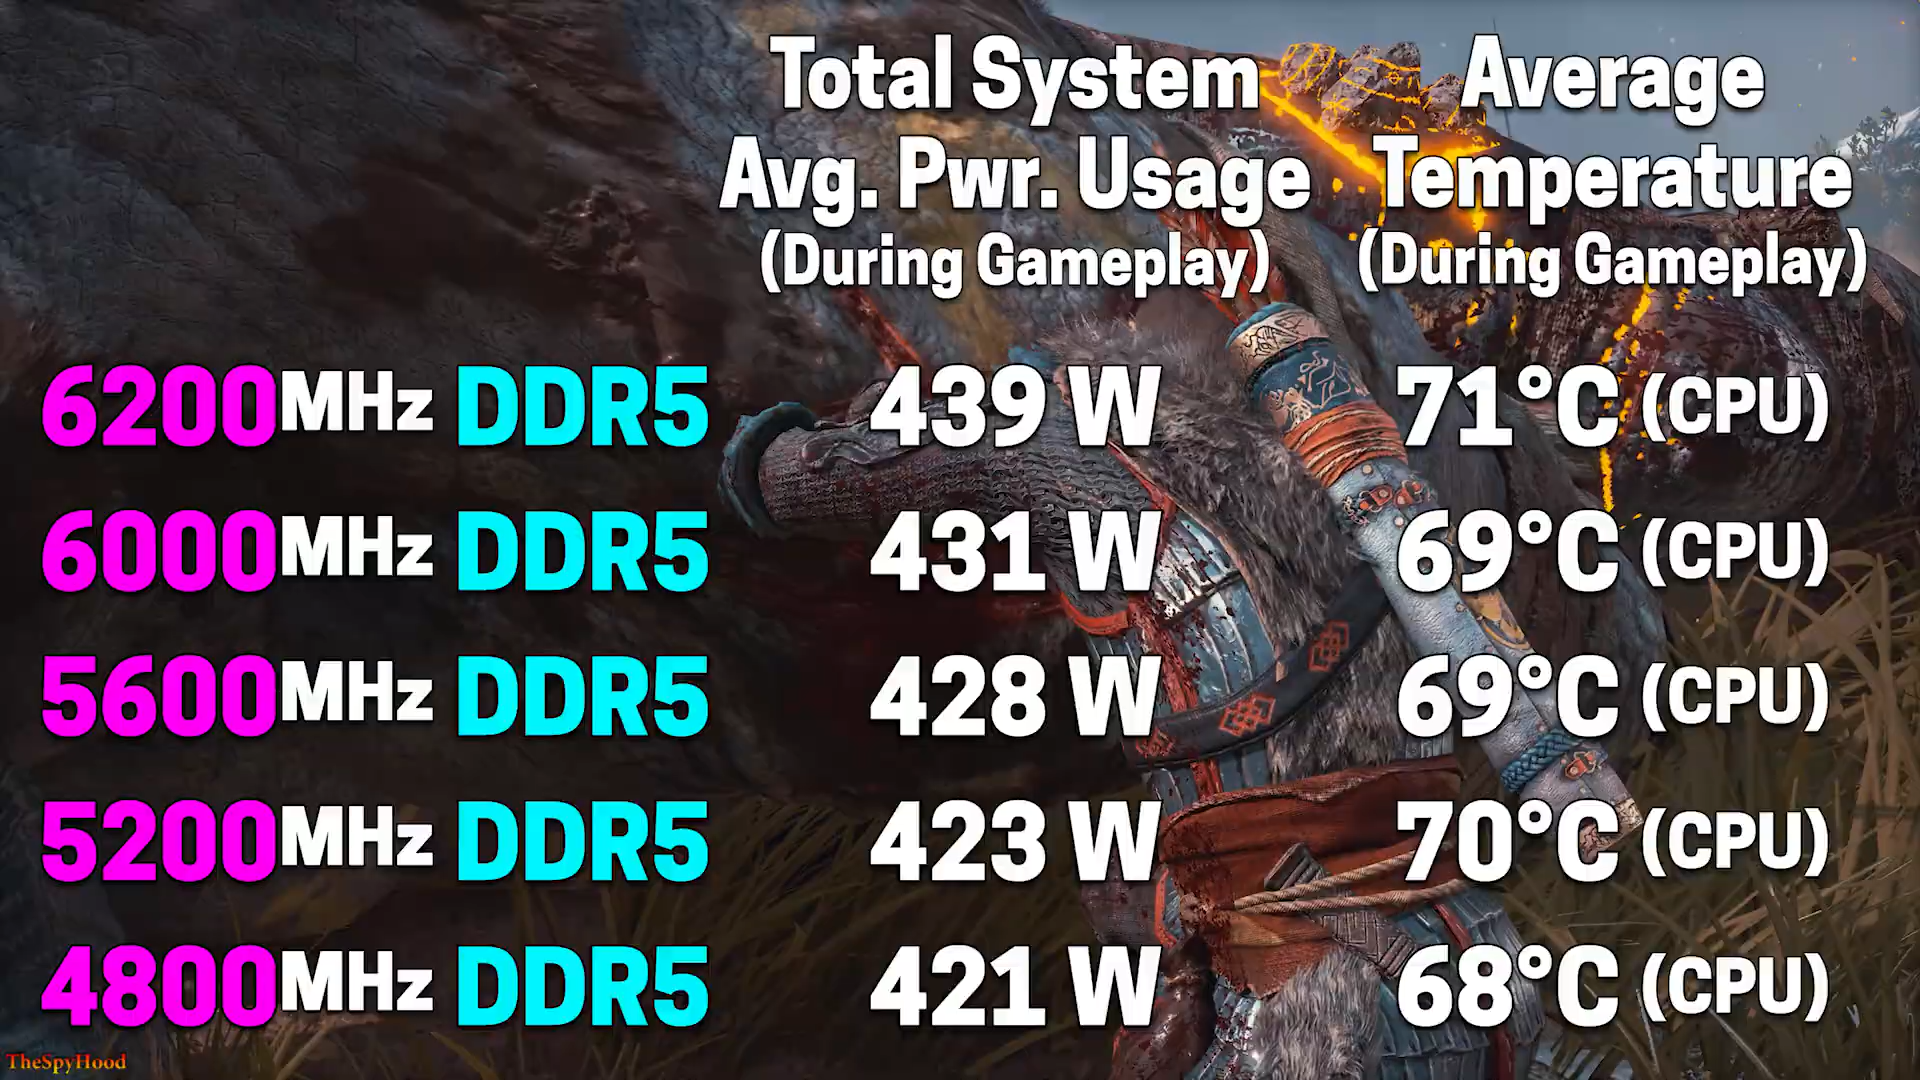 Total System Average
Avg. Pwr. Usage Temperature
(During Gameplay) (During Gameplay)
6200MHz DDR5 439 W 71°C (CPU)
6000MHz DDR5 431 W 69°C (CPU)
5600MHz DDR5 428 W 69°C (CPU)
5200MHz DDR5 423 W 70°C (CPU)
4800MHz DDR5 421 W 68°C (CPU)
TheSpyHood